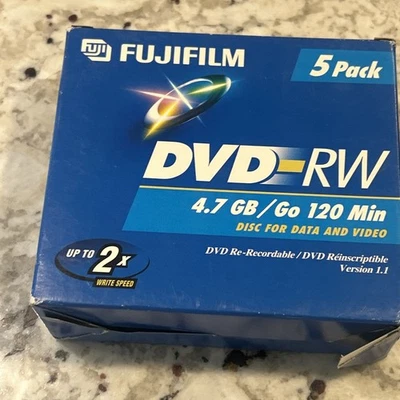 FUJI FUJIFILM
5 Pack
DVD-RW
4.7 GB/Go 120 Min
DISC FOR DATA AND VIDEO
UP TO 2x
WRITE SPEED
DVD Re-Recordable / DVD Réinscriptible
Version 1.1